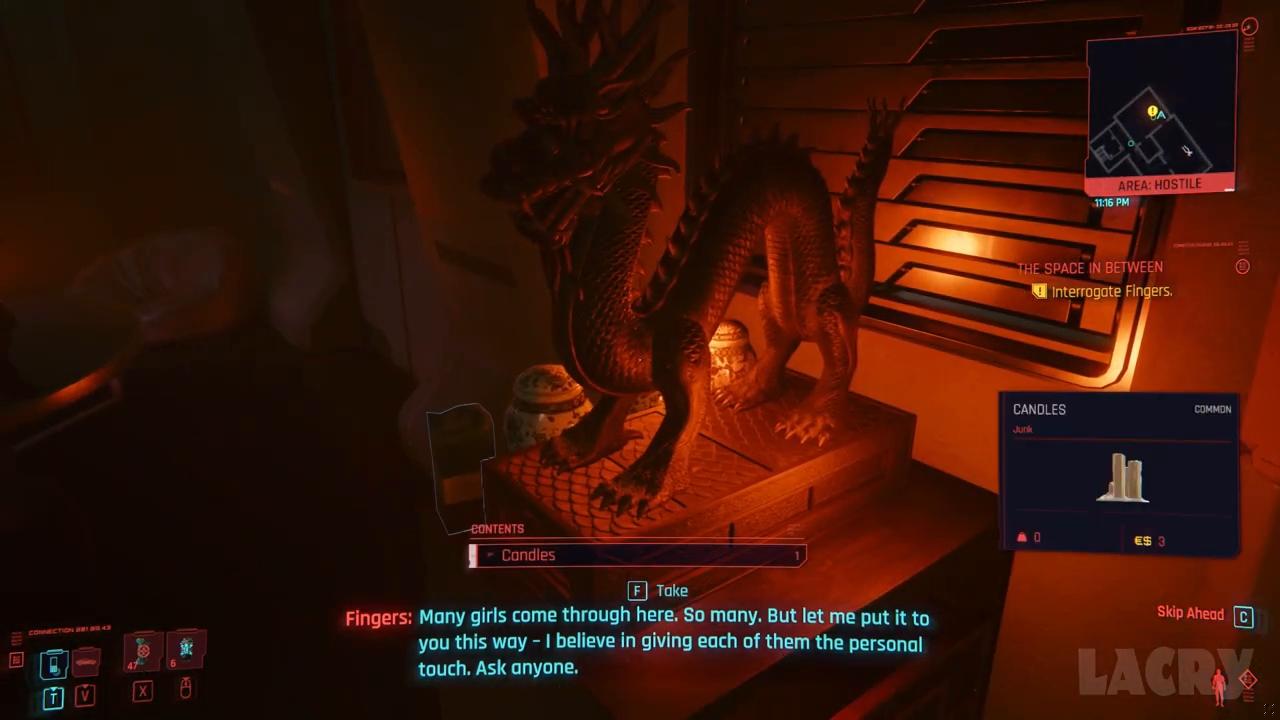 AREA: HOSTILE
11:16 PM
THE SPACE IN BETWEEN
Interrogate Fingers.
CANDLES
COMMON
Junk
0
€$ 3
CONTENTS
Candles
1
F Take
Fingers: Many girls come through here. So many. But let me put it to
you this way – I believe in giving each of them the personal
touch. Ask anyone.
Skip Ahead C
47
6
T V X
LACRY